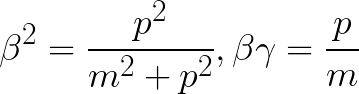 β² = p² / (m² + p²), βγ = p / m